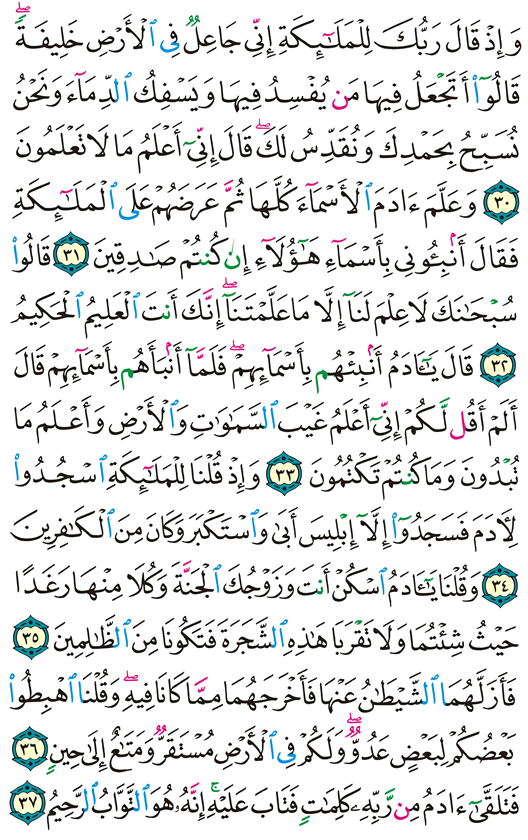 وَإِذۡ قَالَ رَبُّكَ لِلۡمَلَٰٓئِكَةِ إِنِّي جَاعِلٞ فِي ٱلۡأَرۡضِ خَلِيفَةٗۖ
قَالُوٓاْ أَتَجۡعَلُ فِيهَا مَن يُفۡسِدُ فِيهَا وَيَسۡفِكُ ٱلدِّمَآءَ وَنَحۡنُ
نُسَبِّحُ بِحَمۡدِكَ وَنُقَدِّسُ لَكَۖ قَالَ إِنِّيٓ أَعۡلَمُ مَا لَا تَعۡلَمُونَ
٣٠ وَعَلَّمَ ءَادَمَ ٱلۡأَسۡمَآءَ كُلَّهَا ثُمَّ عَرَضَهُمۡ عَلَى ٱلۡمَلَٰٓئِكَةِ
فَقَالَ أَنۢبِـُٔونِي بِأَسۡمَآءِ هَٰٓؤُلَآءِ إِن كُنتُمۡ صَٰدِقِينَ ٣١ قَالُواْ
سُبۡحَٰنَكَ لَا عِلۡمَ لَنَآ إِلَّا مَا عَلَّمۡتَنَآۖ إِنَّكَ أَنتَ ٱلۡعَلِيمُ ٱلۡحَكِيمُ
٣٢ قَالَ يَٰٓـَٔادَمُ أَنۢبِئۡهُم بِأَسۡمَآئِهِمۡۖ فَلَمَّآ أَنۢبَأَهُم بِأَسۡمَآئِهِمۡ قَالَ
أَلَمۡ أَقُل لَّكُمۡ إِنِّيٓ أَعۡلَمُ غَيۡبَ ٱلسَّمَٰوَٰتِ وَٱلۡأَرۡضِ وَأَعۡلَمُ مَا
تُبۡدُونَ وَمَا كُنتُمۡ تَكۡتُمُونَ ٣٣ وَإِذۡ قُلۡنَا لِلۡمَلَٰٓئِكَةِ ٱسۡجُدُواْ
لِأٓدَمَ فَسَجَدُوٓاْ إِلَّآ إِبۡلِيسَ أَبَىٰ وَٱسۡتَكۡبَرَ وَكَانَ مِنَ ٱلۡكَٰفِرِينَ
٣٤ وَقُلۡنَا يَٰٓـَٔادَمُ ٱسۡكُنۡ أَنتَ وَزَوۡجُكَ ٱلۡجَنَّةَ وَكُلَا مِنۡهَا رَغَدًا
حَيۡثُ شِئۡتُمَا وَلَا تَقۡرَبَا هَٰذِهِ ٱلشَّجَرَةَ فَتَكُونَا مِنَ ٱلظَّٰلِمِينَ ٣٥
فَأَزَلَّهُمَا ٱلشَّيۡطَٰنُ عَنۡهَا فَأَخۡرَجَهُمَا مِمَّا كَانَا فِيهِۖ وَقُلۡنَا ٱهۡبِطُواْ
بَعۡضُكُمۡ لِبَعۡضٍ عَدُوّٞۖ وَلَكُمۡ فِي ٱلۡأَرۡضِ مُسۡتَقَرّٞ وَمَتَٰعٌ إِلَىٰ حِينٖ ٣٦
فَتَلَقَّىٰٓ ءَادَمُ مِن رَّبِّهِۦ كَلِمَٰتٖ فَتَابَ عَلَيۡهِۚ إِنَّهُۥ هُوَ ٱلتَّوَّابُ ٱلرَّحِيمُ ٣٧